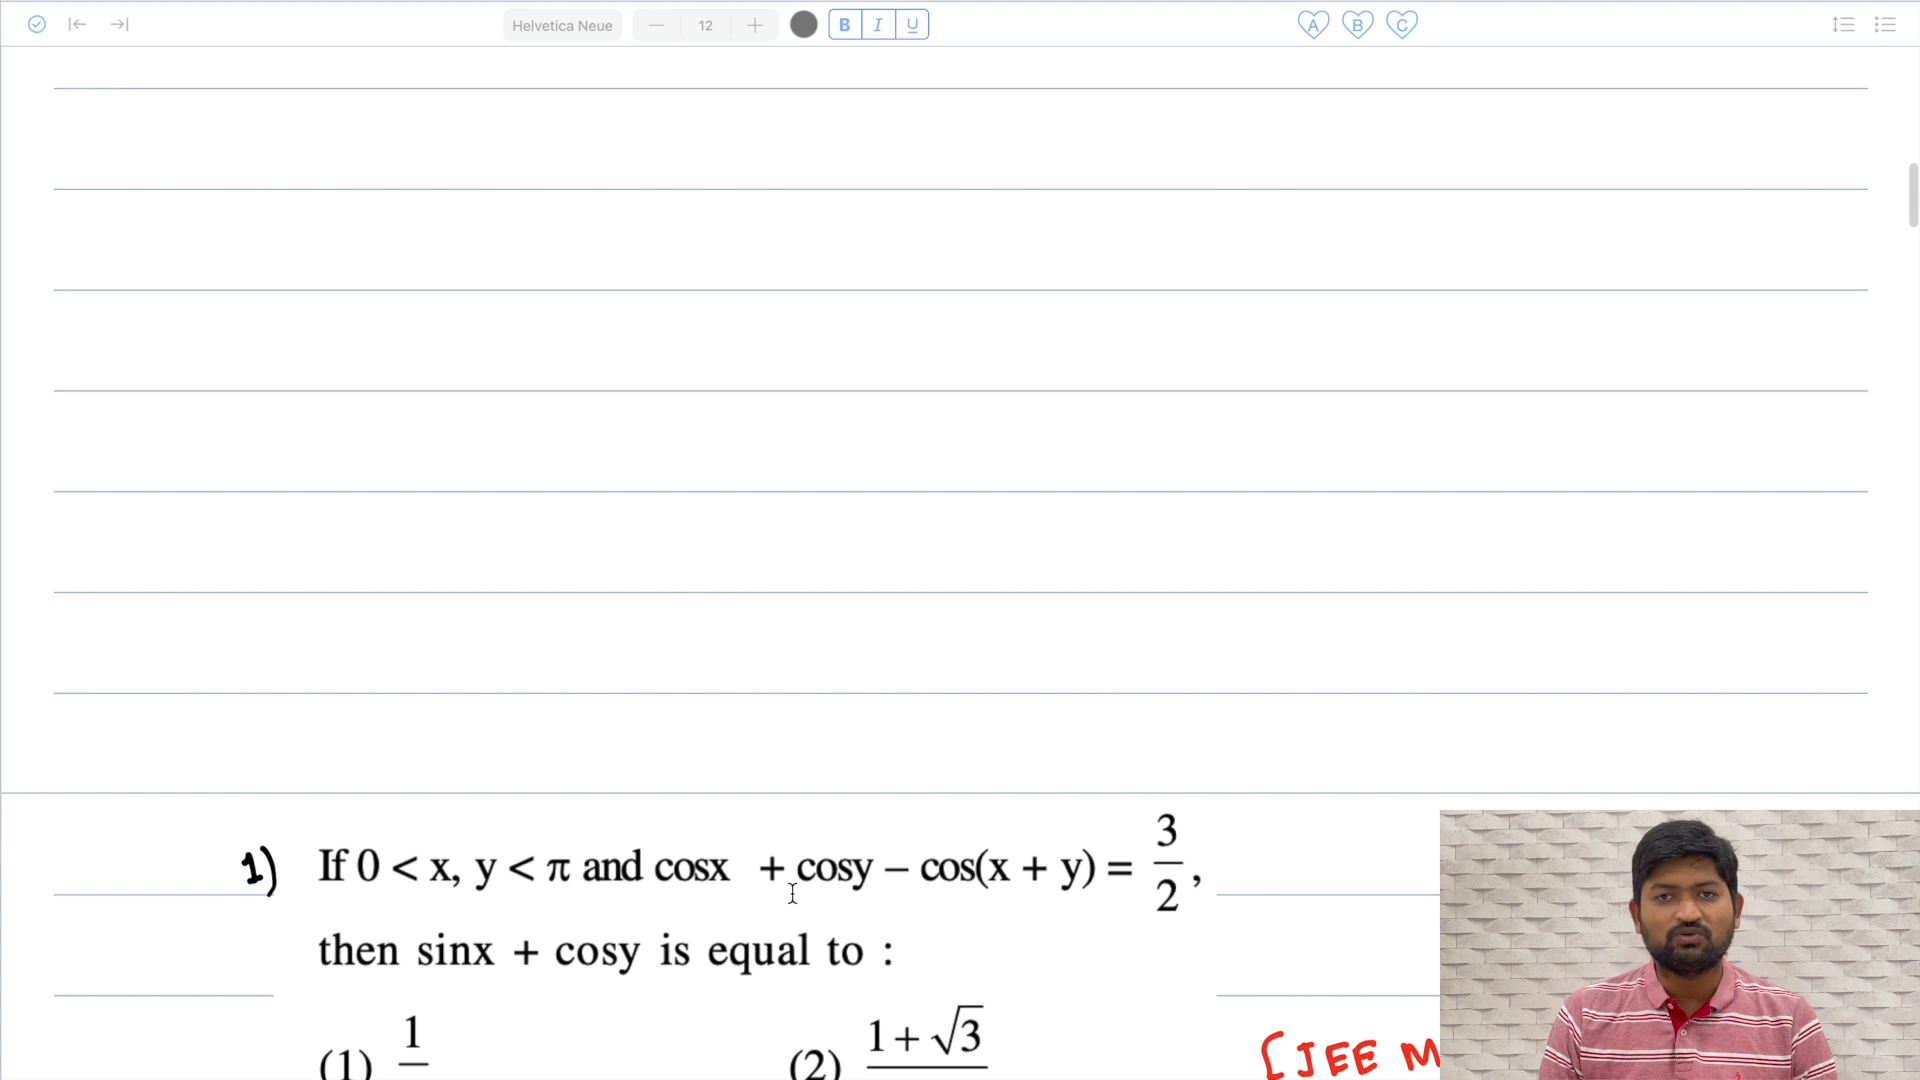 Helvetica Neue 12 B I U A B C
1) If 0 < x, y < π and cosx + cosy – cos(x + y) = 3/2,
then sinx + cosy is equal to :
(1) 1
(2) 1 + √3
[JEE M